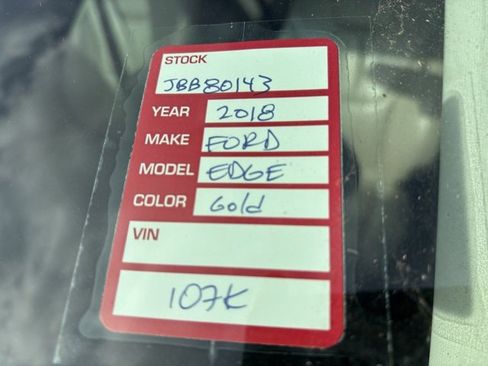 STOCK
JBB80143
YEAR 2018
MAKE FORD
MODEL EDGE
COLOR Gold
VIN
107K